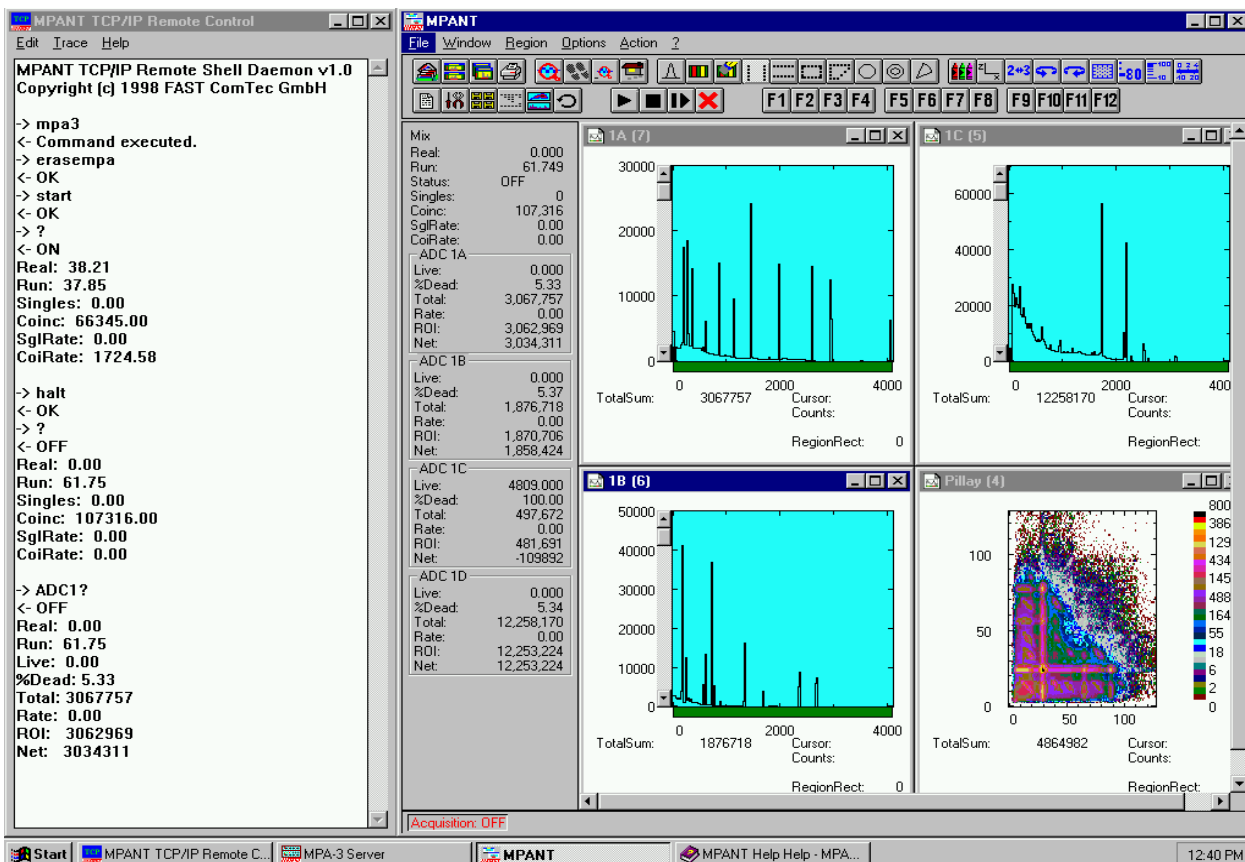 MPANT TCP/IP Remote Control
Edit Trace Help
MPANT TCP/IP Remote Shell Daemon v1.0
Copyright (c) 1998 FAST ComTec GmbH
-> mpa3
<- Command executed.
-> erasempa
<- OK
-> start
<- OK
-> ?
<- ON
Real: 38.21
Run: 37.85
Singles: 0.00
Coinc: 66345.00
SglRate: 0.00
CoiRate: 1724.58
-> halt
<- OK
-> ?
<- OFF
Real: 0.00
Run: 61.75
Singles: 0.00
Coinc: 107316.00
SglRate: 0.00
CoiRate: 0.00
-> ADC1?
<- OFF
Real: 0.00
Run: 61.75
Live: 0.00
%Dead: 5.33
Total: 3067757
Rate: 0.00
ROI: 3062969
Net: 3034311
MPANT
File Window Region Options Action ?
F1 F2 F3 F4 F5 F6 F7 F8 F9 F10 F11 F12
Mix
Real: 0.000
Run: 61.749
Status: OFF
Singles: 0
Coinc: 107,316
SglRate: 0.00
CoiRate: 0.00
ADC 1A
Live: 0.000
%Dead: 5.33
Total: 3,067,757
Rate: 0.00
ROI: 3,062,969
Net: 3,034,311
ADC 1B
Live: 0.000
%Dead: 5.37
Total: 1,876,718
Rate: 0.00
ROI: 1,870,706
Net: 1,858,424
ADC 1C
Live: 4809.000
%Dead: 100.00
Total: 497,672
Rate: 0.00
ROI: 481,691
Net: -109892
ADC 1D
Live: 0.000
%Dead: 5.34
Total: 12,258,170
Rate: 0.00
ROI: 12,253,224
Net: 12,253,224
1A (7)
30000
20000
10000
0
0 2000 4000
TotalSum: 3067757 Cursor:
Counts:
RegionRect: 0
1C (5)
60000
40000
20000
0
0 2000 400
TotalSum: 12258170 Cursor:
Counts:
RegionRect:
1B (6)
50000
40000
30000
20000
10000
0
0 2000 4000
TotalSum: 1876718 Cursor:
Counts:
RegionRect: 0
Pillay (4)
100
50
0
0 50 100
800
386
129
434
145
488
164
55
18
6
2
0
TotalSum: 4864982 Cursor:
Counts:
RegionRect:
Acquisition: OFF
Start MPANT TCP/IP Remote C... MPA-3 Server MPANT MPANT Help Help - MPA... 12:40 PM